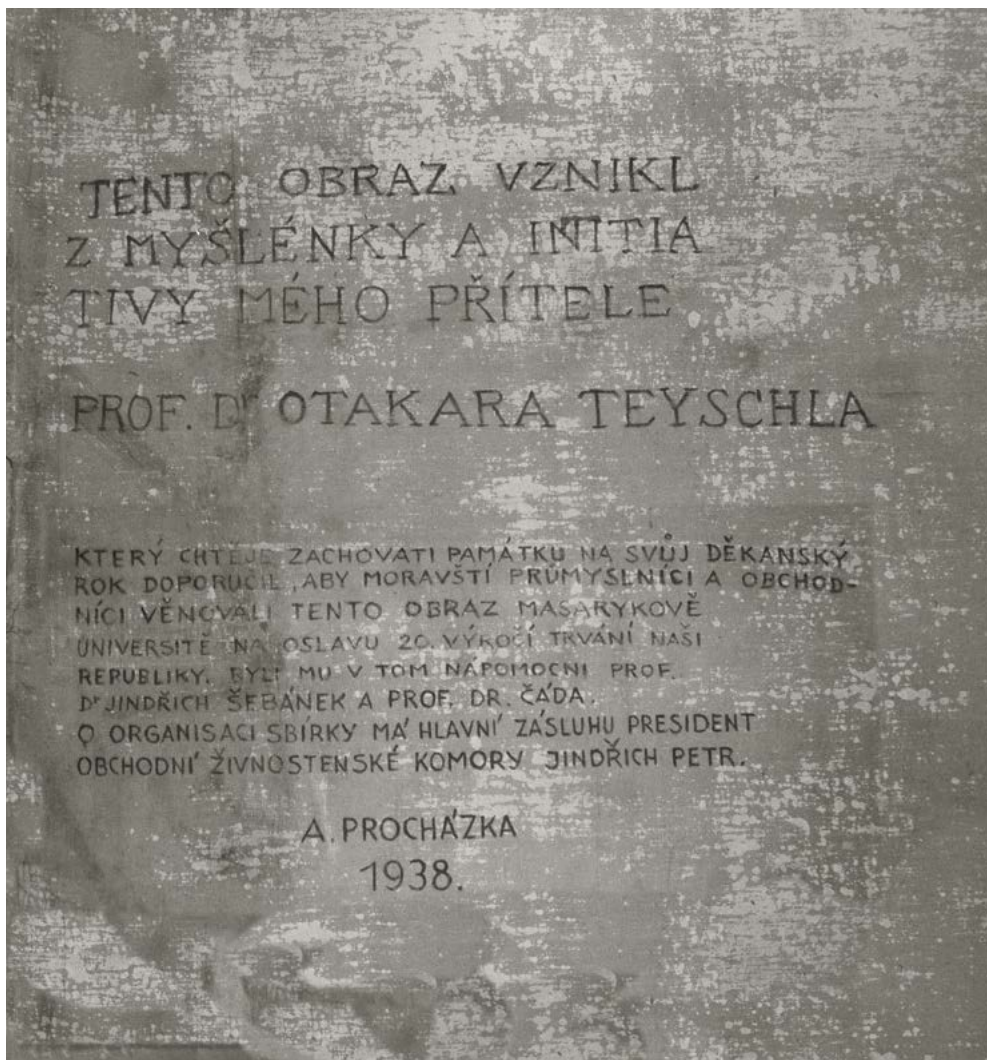 TENTO OBRAZ VZNIKL
Z MYŠLÉNKY A INITIA
TIVY MÉHO PŘÍTELE
PROF. Dr OTAKARA TEYSCHLA
KTERÝ CHTĚJE ZACHOVATI PAMÁTKU NA SVŮJ DĚKANSKÝ
ROK DOPORUČIL, ABY MORAVŠTÍ PRŮMYSLNÍCI A OBCHOD-
NÍCI VĚNOVALI TENTO OBRAZ MASARYKOVĚ
UNIVERSITĚ NA OSLAVU 20. VÝROČÍ TRVÁNÍ NAŠI
REPUBLIKY. BYLI MU V TOM NÁPOMOCNI PROF.
Dr JINDŘICH ŠEBÁNEK A PROF. DR. ČÁDA.
O ORGANISACI SBÍRKY MÁ HLAVNÍ ZÁSLUHU PRESIDENT
OBCHODNÍ ŽIVNOSTENSKÉ KOMORY JINDŘICH PETR.
A. PROCHÁZKA
1938.